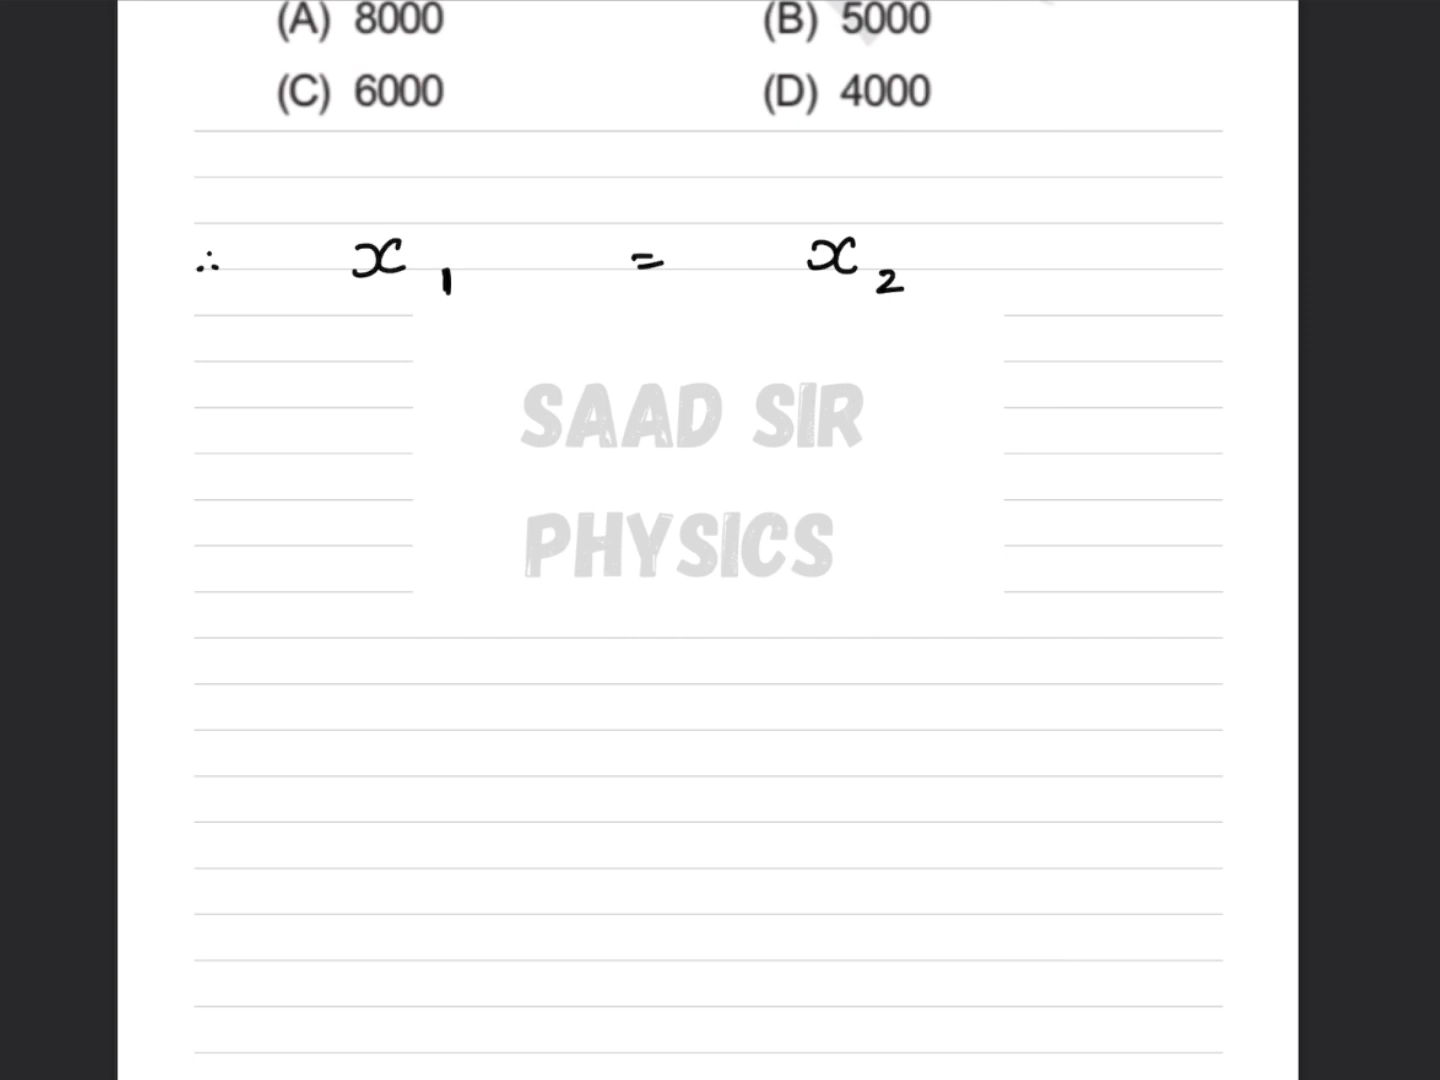 (A) 8000 (B) 5000
(C) 6000 (D) 4000
∴ x₁ = x₂
SAAD SIR
PHYSICS